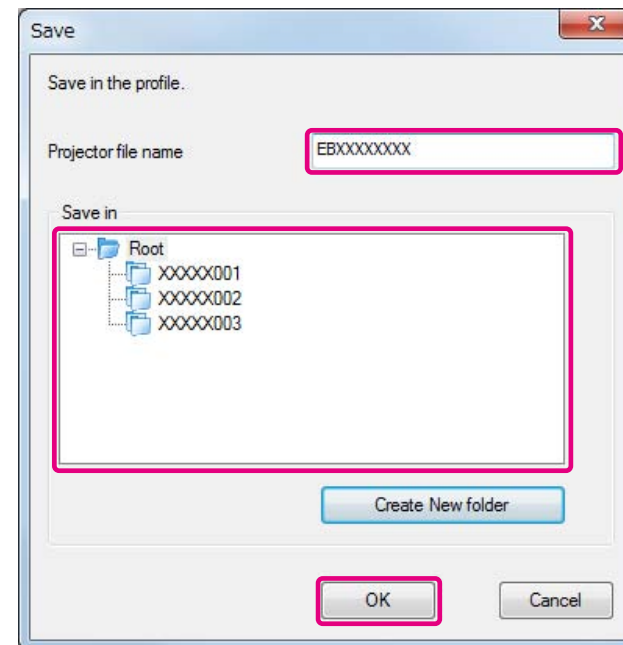 Save
Save in the profile.
Projector file name EBXXXXXXXX
Save in
Root
XXXXX001
XXXXX002
XXXXX003
Create New folder
OK Cancel